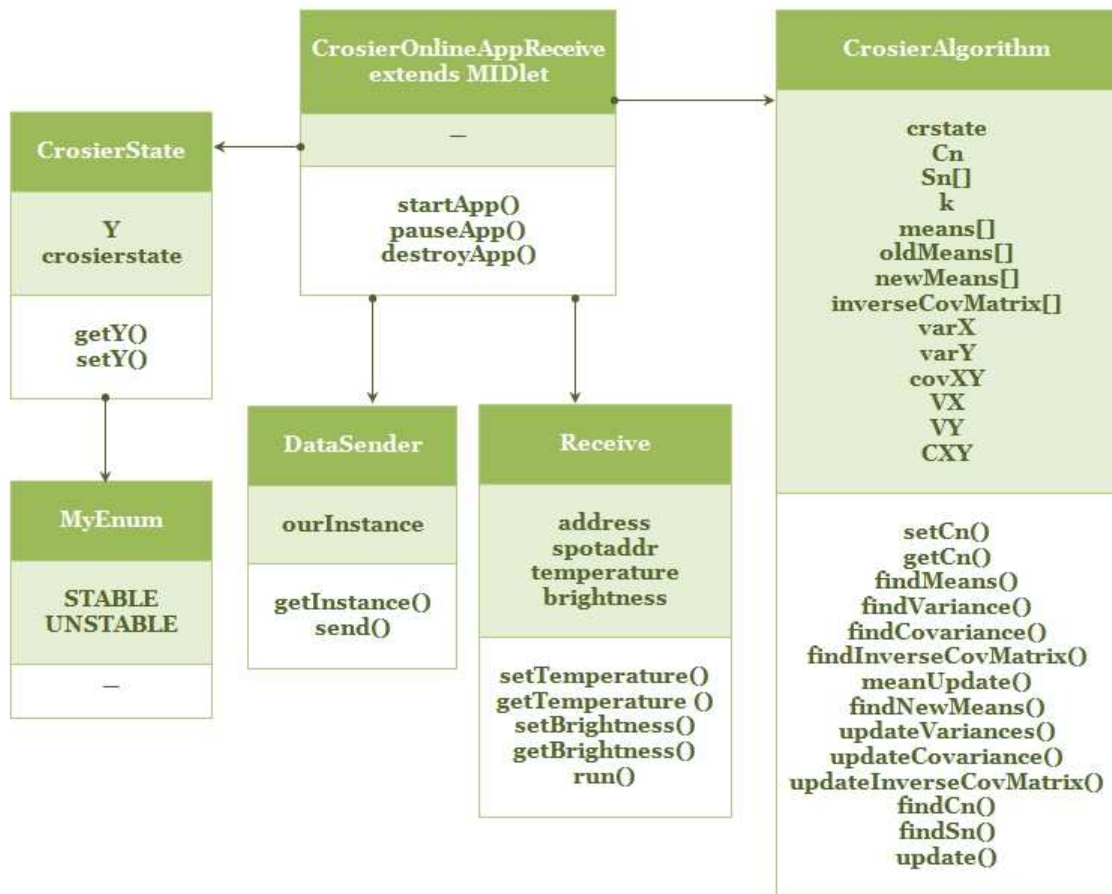 CrosierOnlineAppReceive
extends MIDlet
—
startApp()
pauseApp()
destroyApp()
CrosierState
Y
crosierstate
getY()
setY()
MyEnum
STABLE
UNSTABLE
—
DataSender
ourInstance
getInstance()
send()
Receive
address
spotaddr
temperature
brightness
setTemperature()
getTemperature ()
setBrightness()
getBrightness()
run()
CrosierAlgorithm
crstate
Cn
Sn[]
k
means[]
oldMeans[]
newMeans[]
inverseCovMatrix[]
varX
varY
covXY
VX
VY
CXY
setCn()
getCn()
findMeans()
findVariance()
findCovariance()
findInverseCovMatrix()
meanUpdate()
findNewMeans()
updateVariances()
updateCovariance()
updateInverseCovMatrix()
findCn()
findSn()
update()